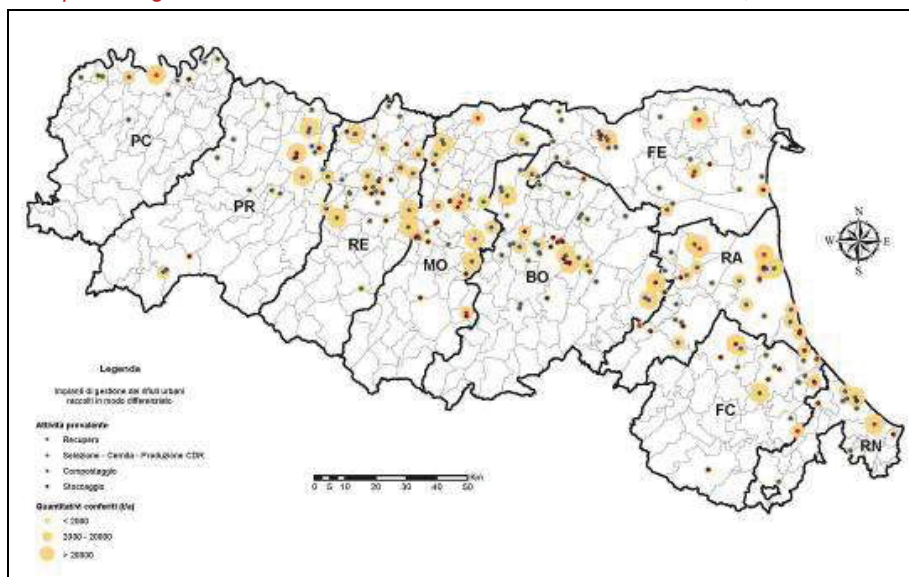 PC
PR
RE
MO
BO
FE
RA
FC
RN
N
W E
S
Legenda
Impianti di gestione dei rifiuti urbani
raccolti in modo differenziato
Attività prevalente
Recupero
Selezione - Cernita - Produzione CDR
Compostaggio
Stoccaggio
Quantitativi conferiti (t/a)
< 2000
2000 - 20000
> 20000
0 5 10 20 30 40 50 Km